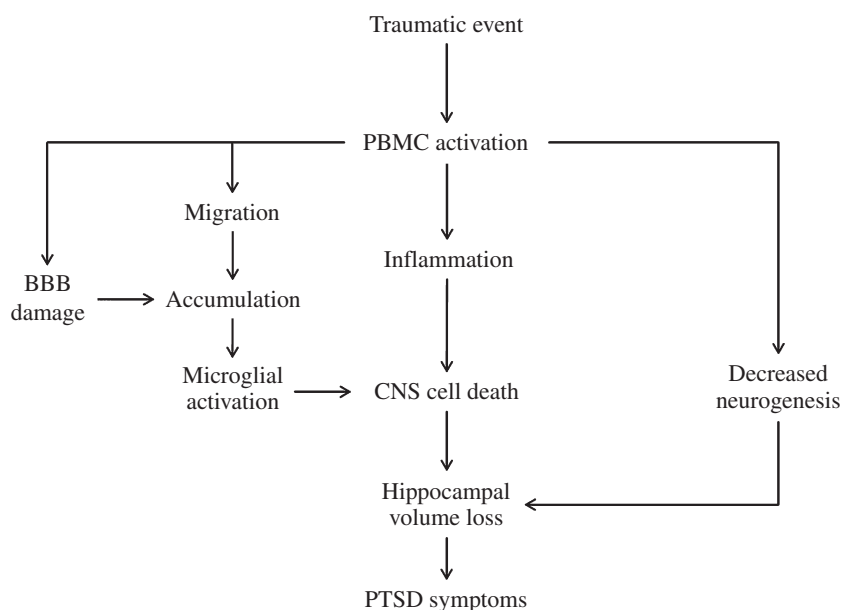 Traumatic event
PBMC activation
Migration
Inflammation
BBB
damage
Accumulation
Microglial
activation
CNS cell death
Decreased
neurogenesis
Hippocampal
volume loss
PTSD symptoms